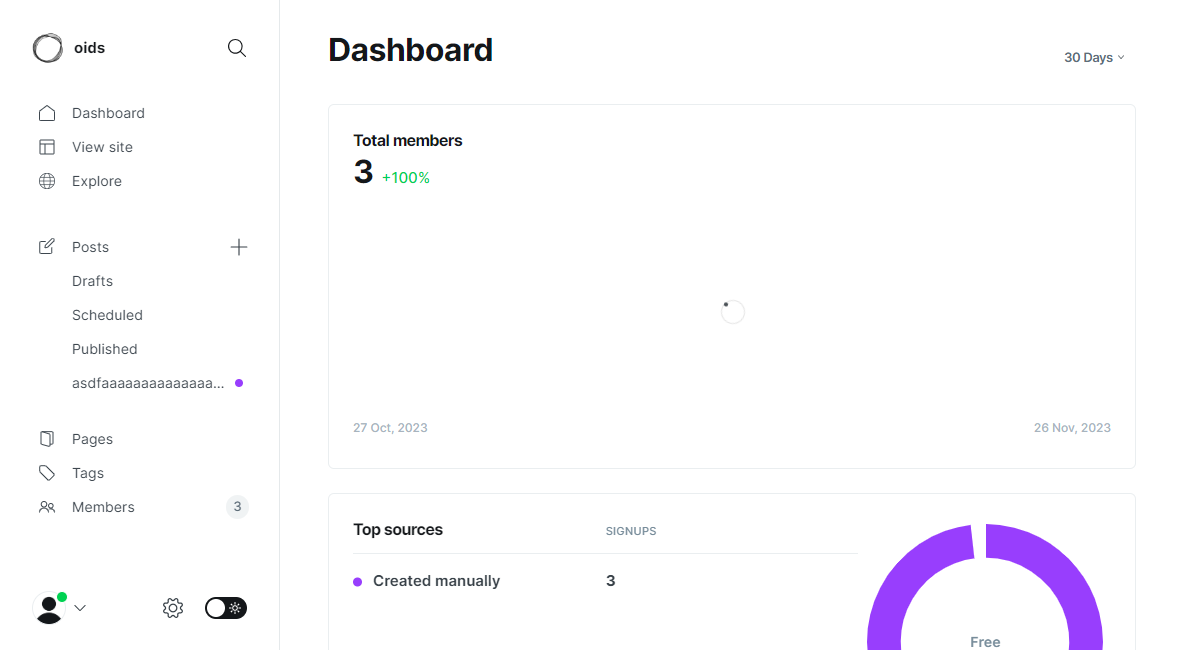 oids
Dashboard
View site
Explore
Posts
Drafts
Scheduled
Published
asdfaaaaaaaaaaaaaa...
Pages
Tags
Members 3
Dashboard
30 Days
Total members
3 +100%
27 Oct, 2023 26 Nov, 2023
Top sources SIGNUPS
Created manually 3
Free